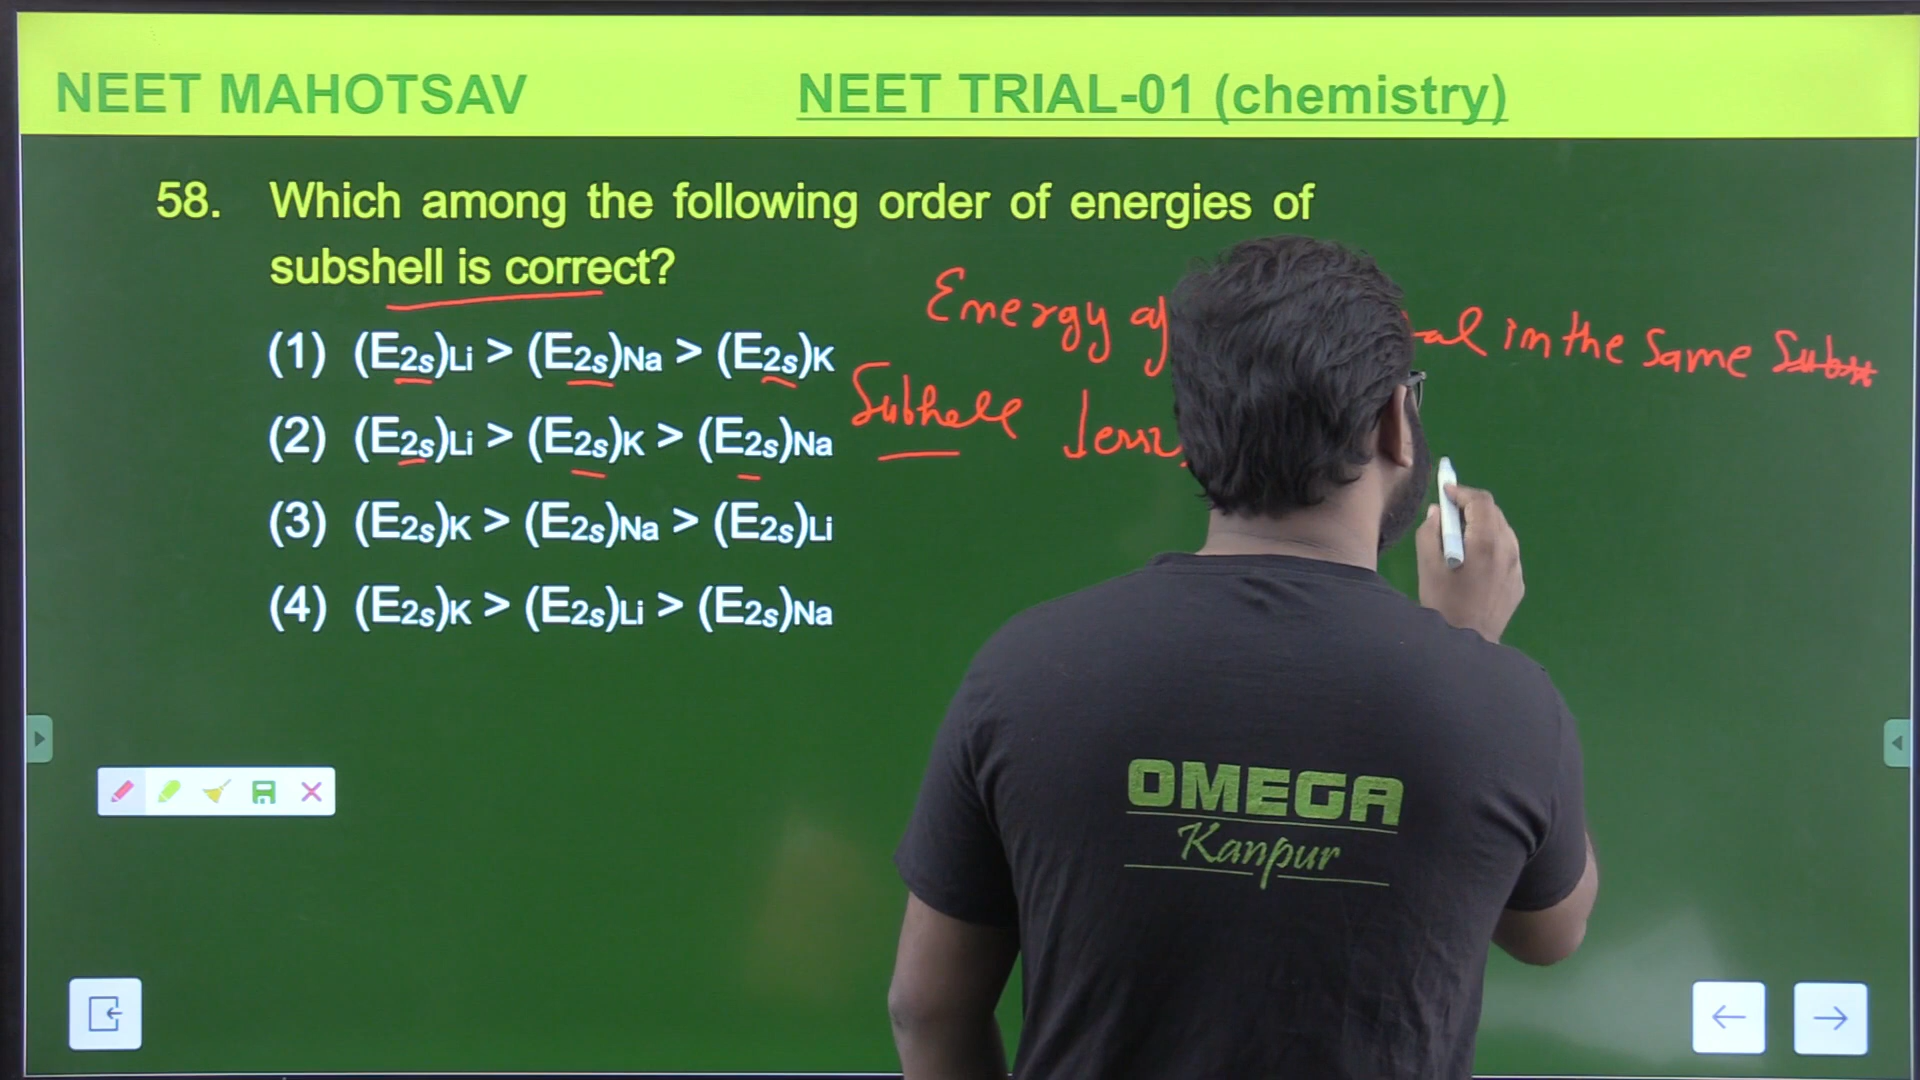 NEET MAHOTSAV NEET TRIAL-01 (chemistry)
58. Which among the following order of energies of
subshell is correct?
(1) (E2s)Li > (E2s)Na > (E2s)K
(2) (E2s)Li > (E2s)K > (E2s)Na
(3) (E2s)K > (E2s)Na > (E2s)Li
(4) (E2s)K > (E2s)Li > (E2s)Na
Energy of in the Same
Subhell
OMEGA
Kanpur